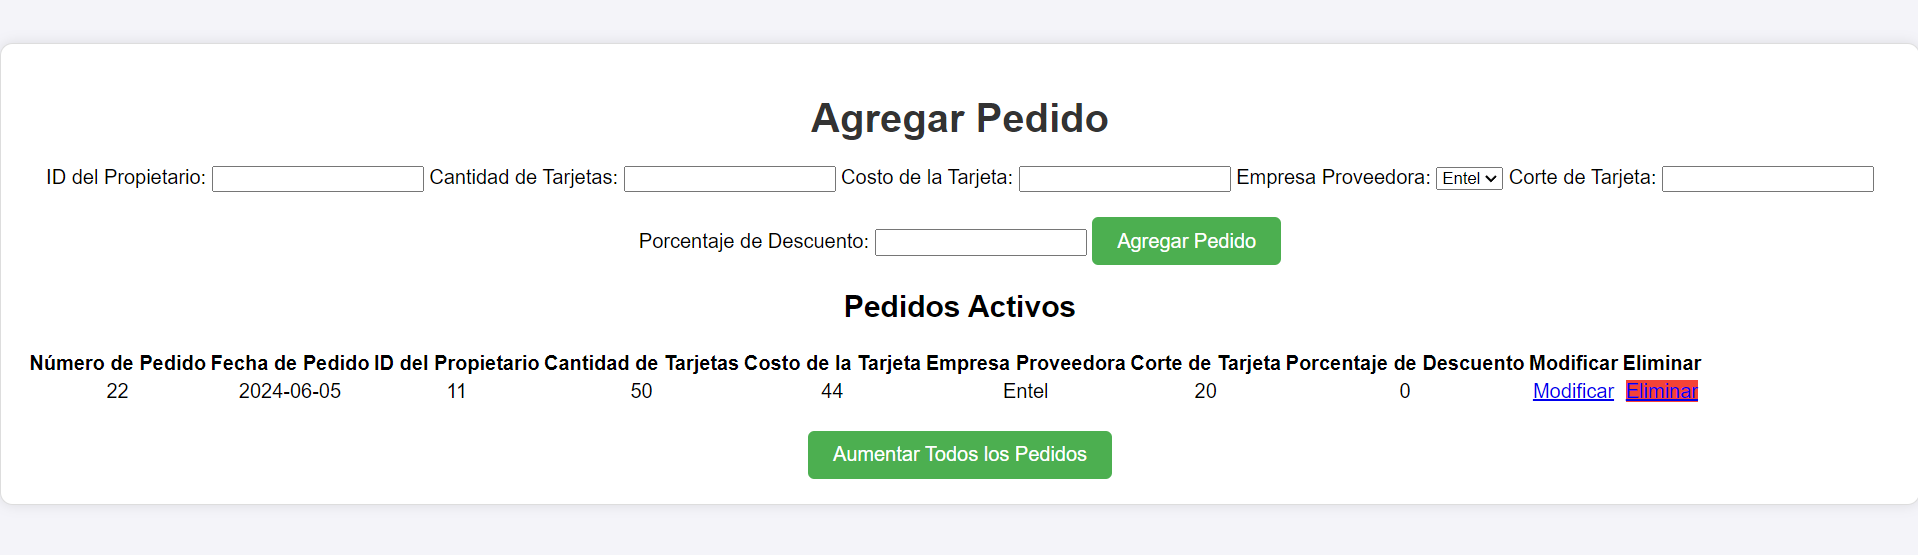 Agregar Pedido
ID del Propietario: Cantidad de Tarjetas: Costo de la Tarjeta: Empresa Proveedora: Entel Corte de Tarjeta:
Porcentaje de Descuento: Agregar Pedido
Pedidos Activos
Número de Pedido Fecha de Pedido ID del Propietario Cantidad de Tarjetas Costo de la Tarjeta Empresa Proveedora Corte de Tarjeta Porcentaje de Descuento Modificar Eliminar
22 2024-06-05 11 50 44 Entel 20 0 Modificar Eliminar
Aumentar Todos los Pedidos